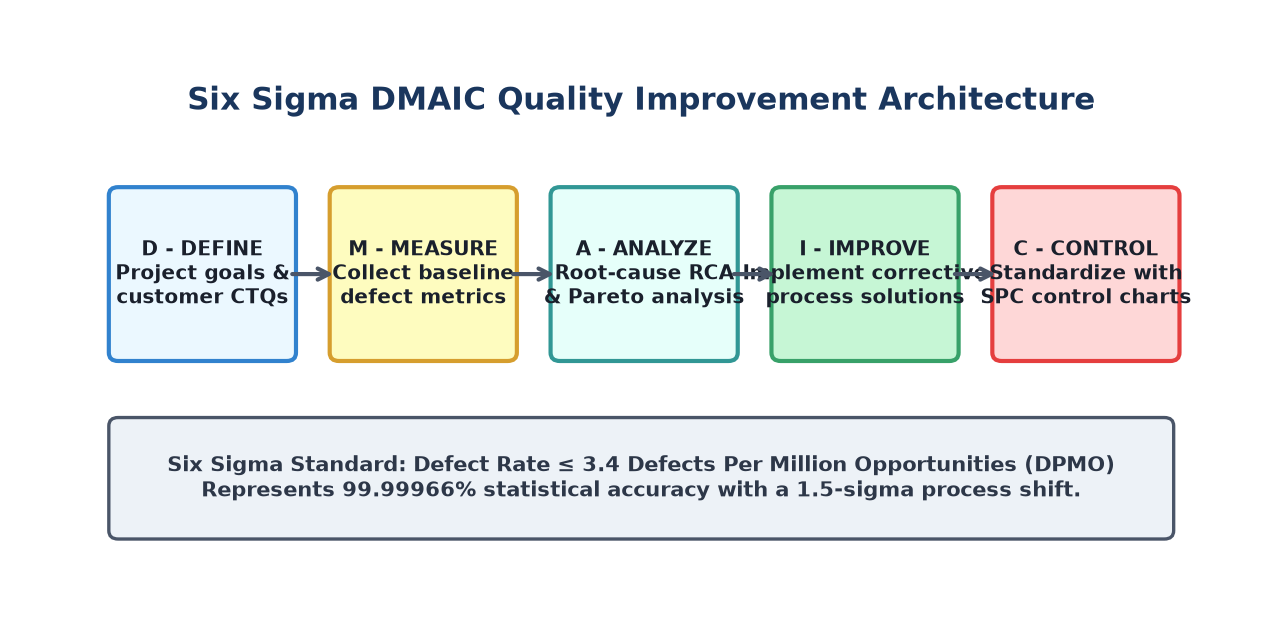 Six Sigma DMAIC Quality Improvement Architecture
D - DEFINE
Project goals &
customer CTQs
M - MEASURE
Collect baseline
defect metrics
A - ANALYZE
Root-cause RCA
& Pareto analysis
I - IMPROVE
Implement corrective
process solutions
C - CONTROL
Standardize with
SPC control charts
Six Sigma Standard: Defect Rate ≤ 3.4 Defects Per Million Opportunities (DPMO)
Represents 99.99966% statistical accuracy with a 1.5-sigma process shift.